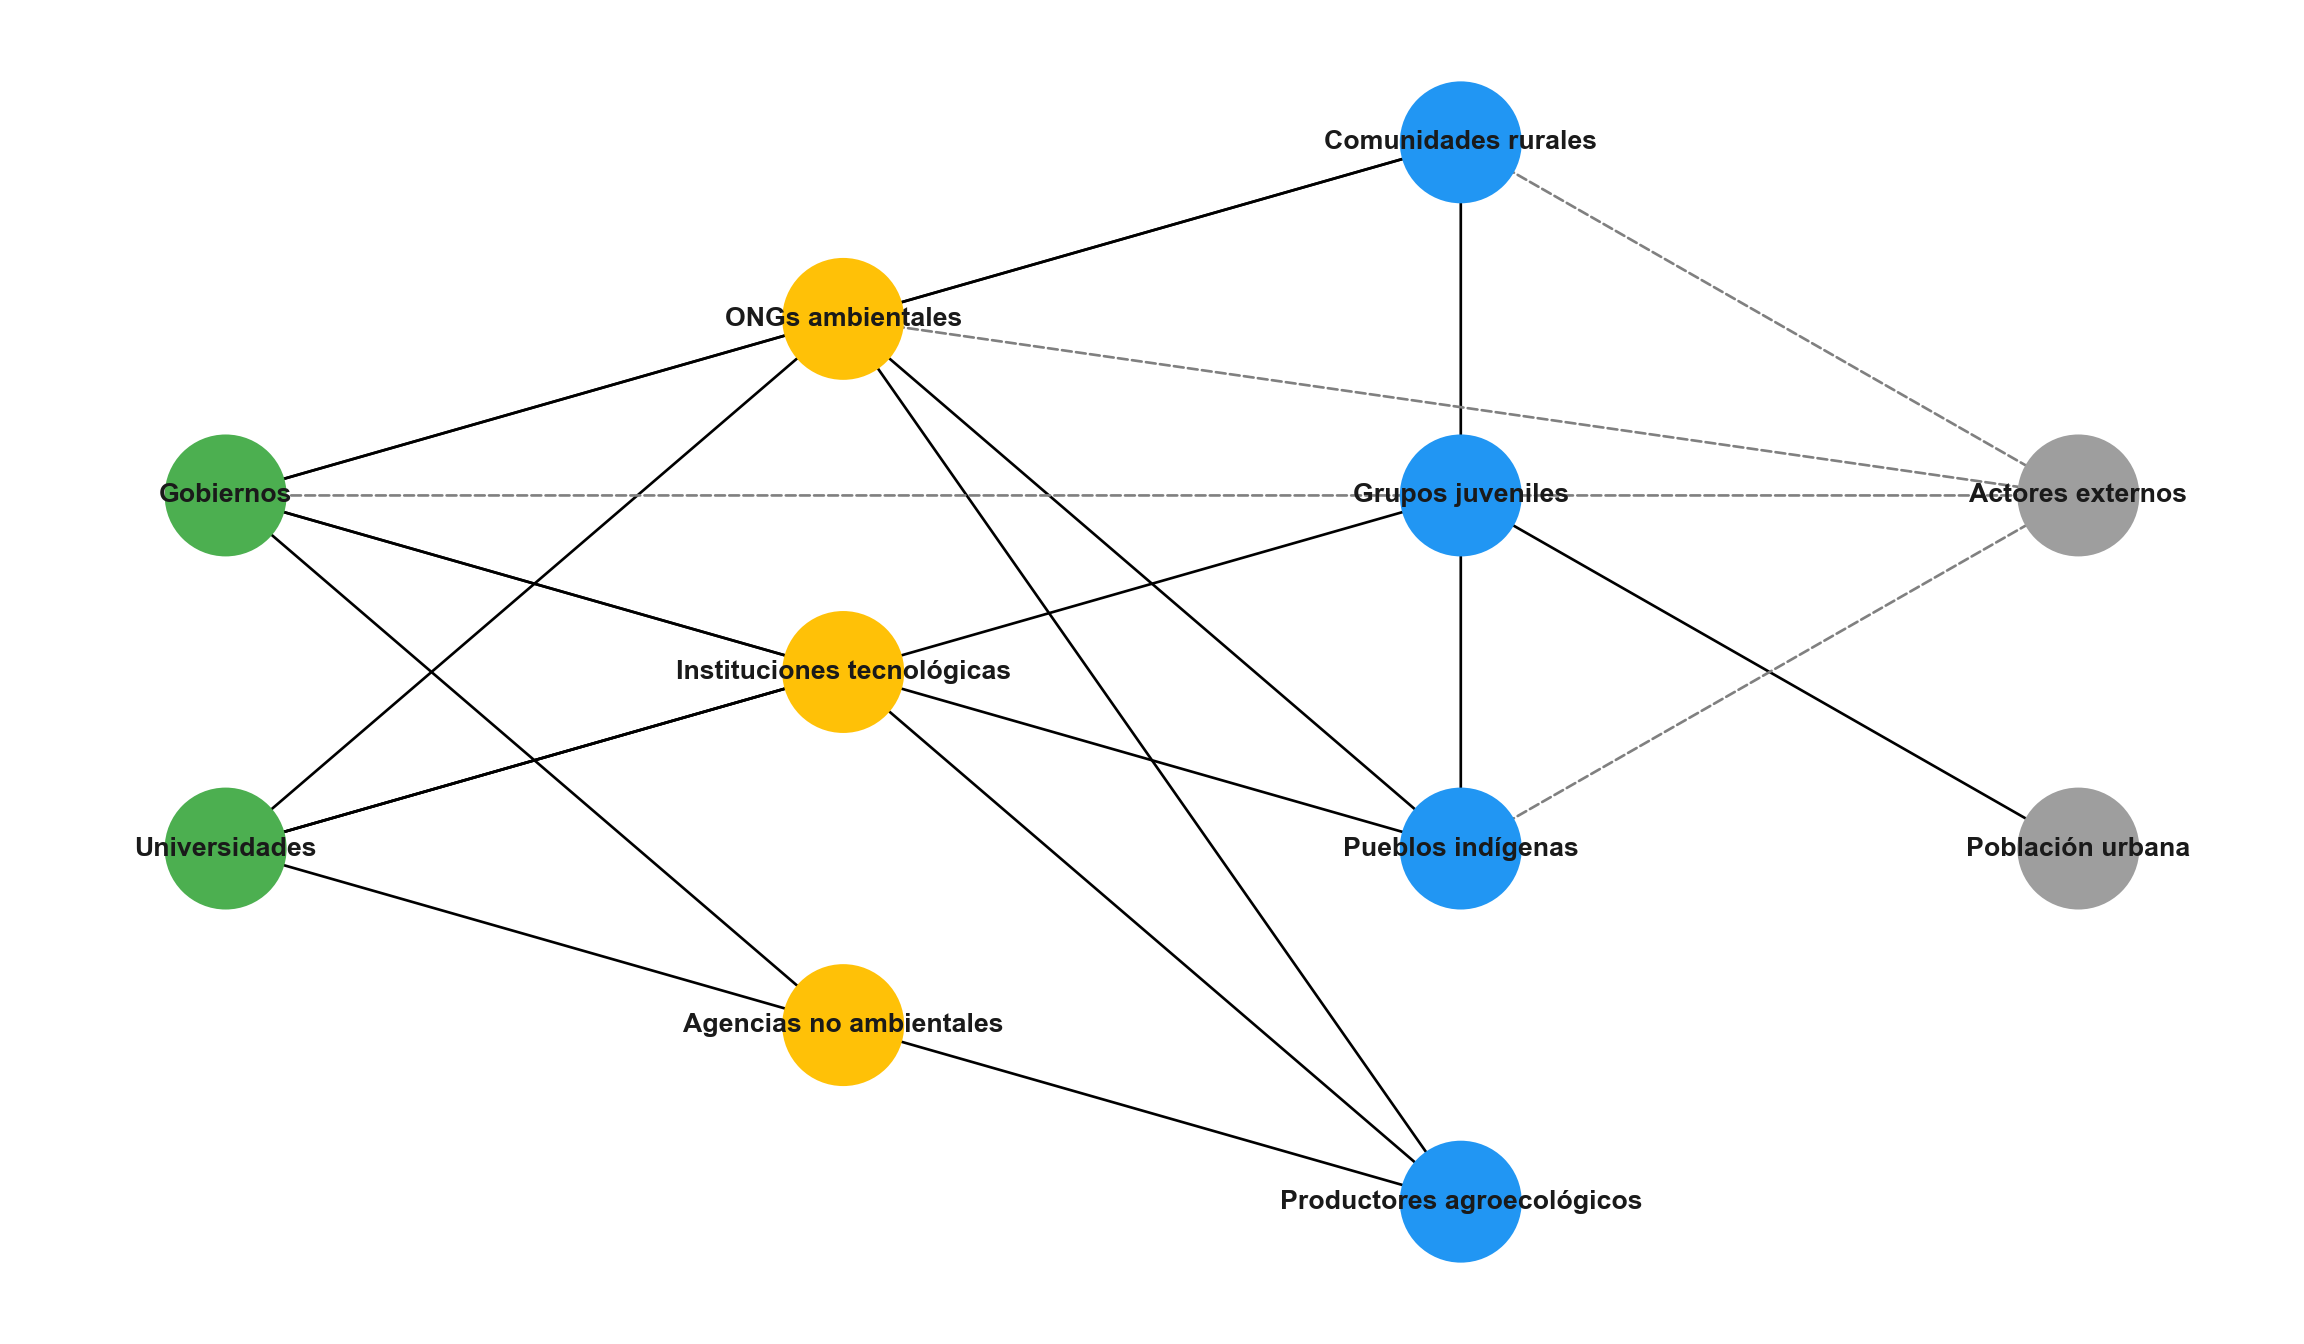 Comunidades rurales
ONGs ambientales
Gobiernos
Grupos juveniles
Actores externos
Instituciones tecnológicas
Universidades
Pueblos indígenas
Población urbana
Agencias no ambientales
Productores agroecológicos